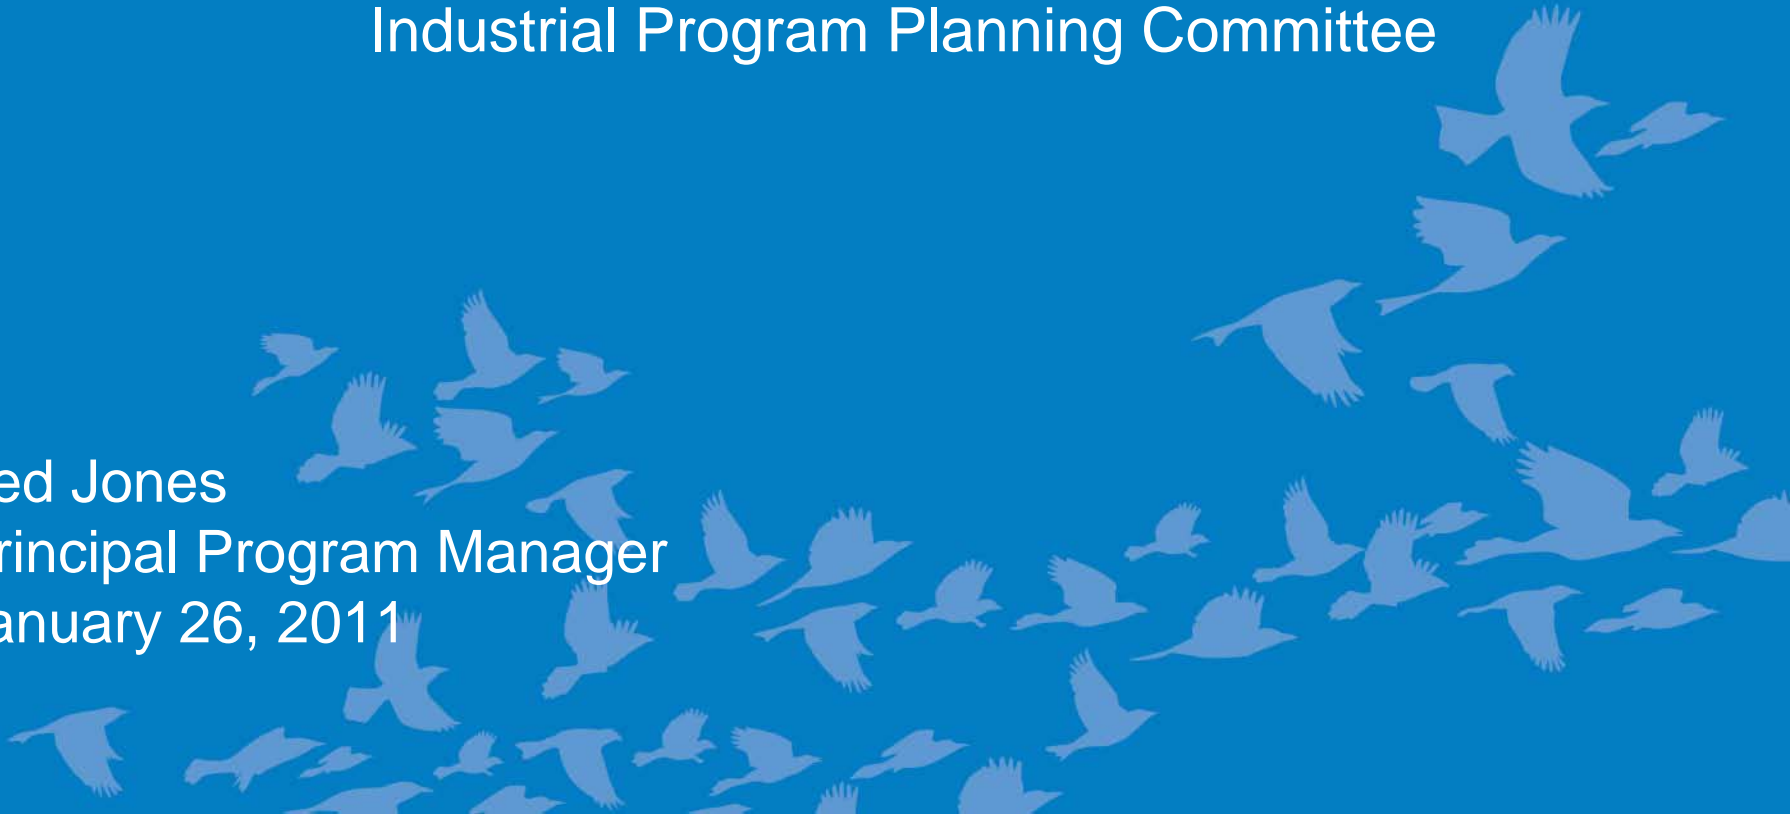 Industrial Program Planning Committee
ed Jones
rincipal Program Manager
anuary 26, 2011